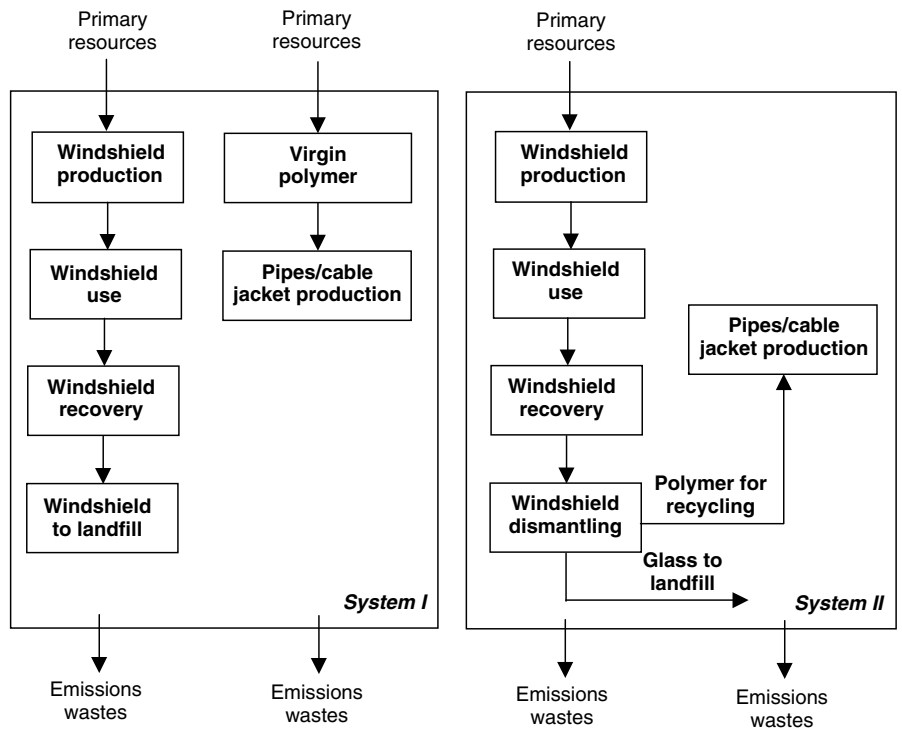 Primary
resources
Primary
resources
Windshield
production
Virgin
polymer
Windshield
use
Pipes/cable
jacket production
Windshield
recovery
Windshield
to landfill
System I
Emissions
wastes
Emissions
wastes
Primary
resources
Windshield
production
Windshield
use
Pipes/cable
jacket production
Windshield
recovery
Windshield
dismantling
Polymer for
recycling
Glass to
landfill
System II
Emissions
wastes
Emissions
wastes